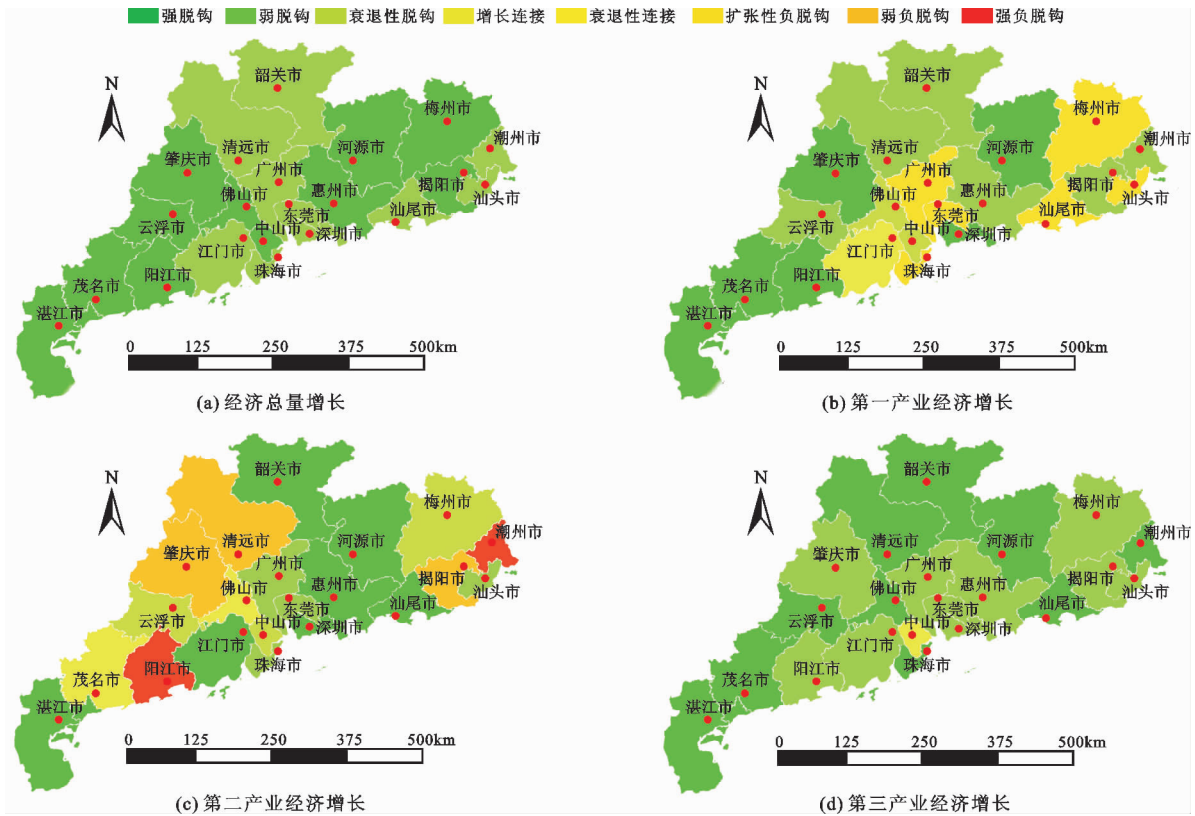 强脱钩 弱脱钩 衰退性脱钩 增长连接 衰退性连接 扩张性负脱钩 弱负脱钩 强负脱钩
N
韶关市
梅州市
潮州市
清远市
河源市
肇庆市
广州市
揭阳市
佛山市
惠州市
汕头市
云浮市
东莞市
汕尾市
中山市
深圳市
江门市
珠海市
阳江市
茂名市
湛江市
0 125 250 375 500km
(a) 经济总量增长
N
韶关市
梅州市
潮州市
清远市
河源市
肇庆市
广州市
揭阳市
佛山市
惠州市
汕头市
云浮市
东莞市
汕尾市
中山市
深圳市
江门市
珠海市
阳江市
茂名市
湛江市
0 125 250 375 500km
(b) 第一产业经济增长
N
韶关市
梅州市
潮州市
清远市
河源市
肇庆市
广州市
揭阳市
佛山市
惠州市
汕头市
云浮市
东莞市
汕尾市
中山市
深圳市
江门市
珠海市
阳江市
茂名市
湛江市
0 125 250 375 500km
(c) 第二产业经济增长
N
韶关市
梅州市
潮州市
清远市
河源市
肇庆市
广州市
揭阳市
佛山市
惠州市
汕头市
云浮市
东莞市
汕尾市
中山市
深圳市
江门市
珠海市
阳江市
茂名市
湛江市
0 125 250 375 500km
(d) 第三产业经济增长